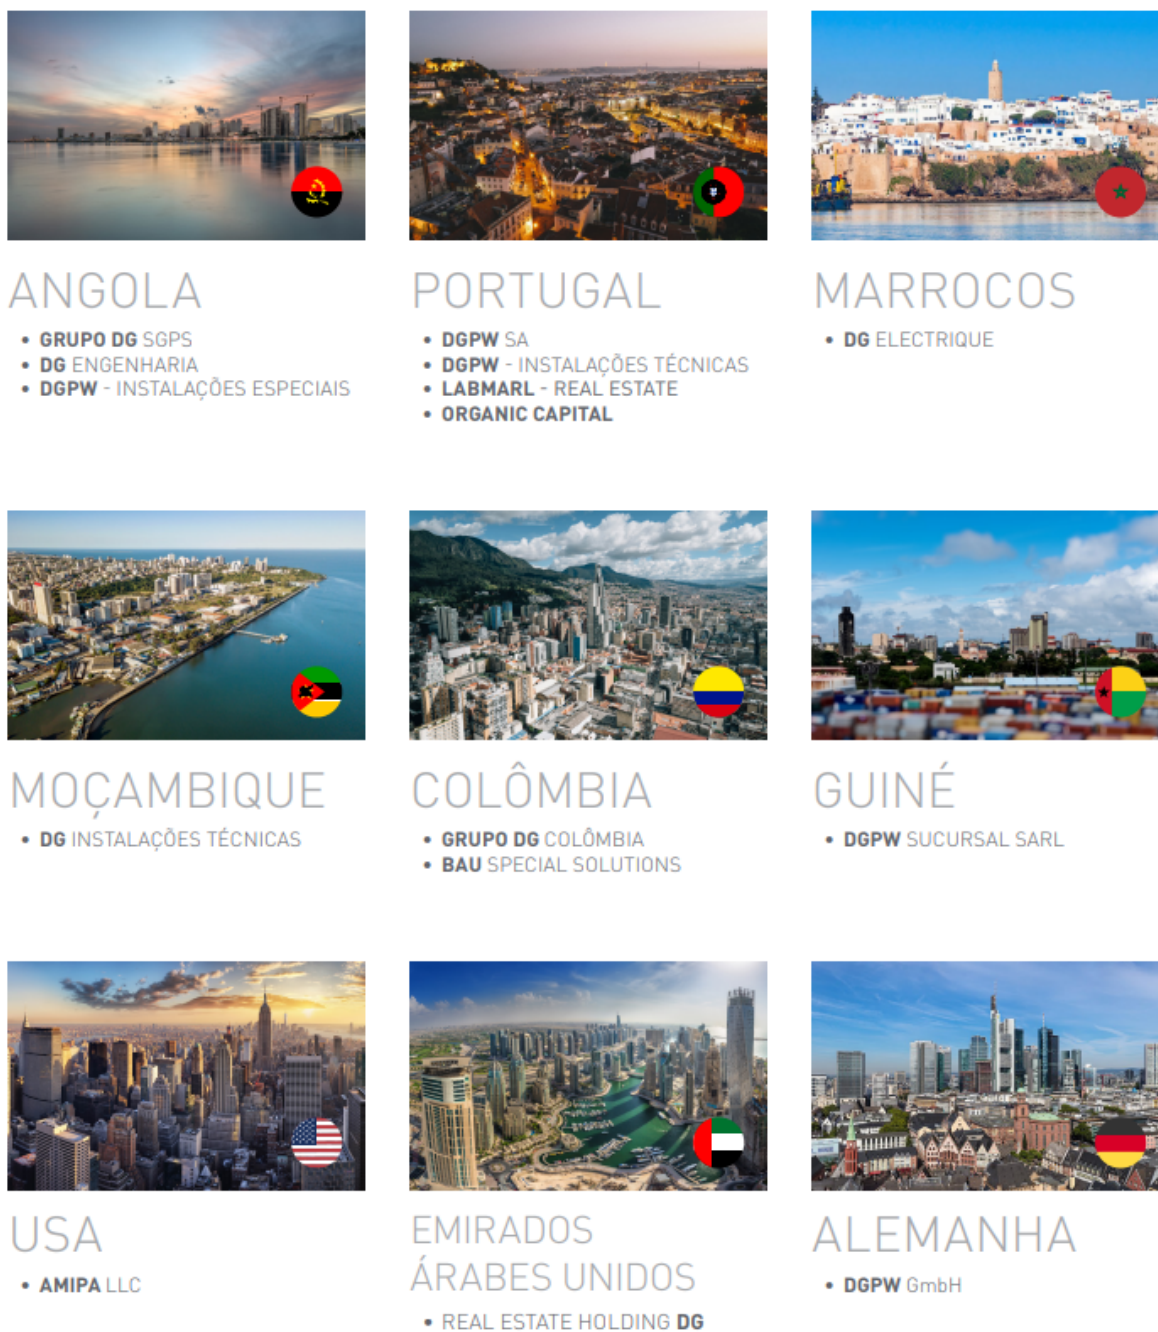 ANGOLA
• GRUPO DG SGPS
• DG ENGENHARIA
• DGPW - INSTALAÇÕES ESPECIAIS
PORTUGAL
• DGPW SA
• DGPW - INSTALAÇÕES TÉCNICAS
• LABMARL - REAL ESTATE
• ORGANIC CAPITAL
MARROCOS
• DG ELECTRIQUE
MOÇAMBIQUE
• DG INSTALAÇÕES TÉCNICAS
COLÔMBIA
• GRUPO DG COLÔMBIA
• BAU SPECIAL SOLUTIONS
GUINÉ
• DGPW SUCURSAL SARL
USA
• AMIPA LLC
EMIRADOS
ÁRABES UNIDOS
• REAL ESTATE HOLDING DG
ALEMANHA
• DGPW GmbH